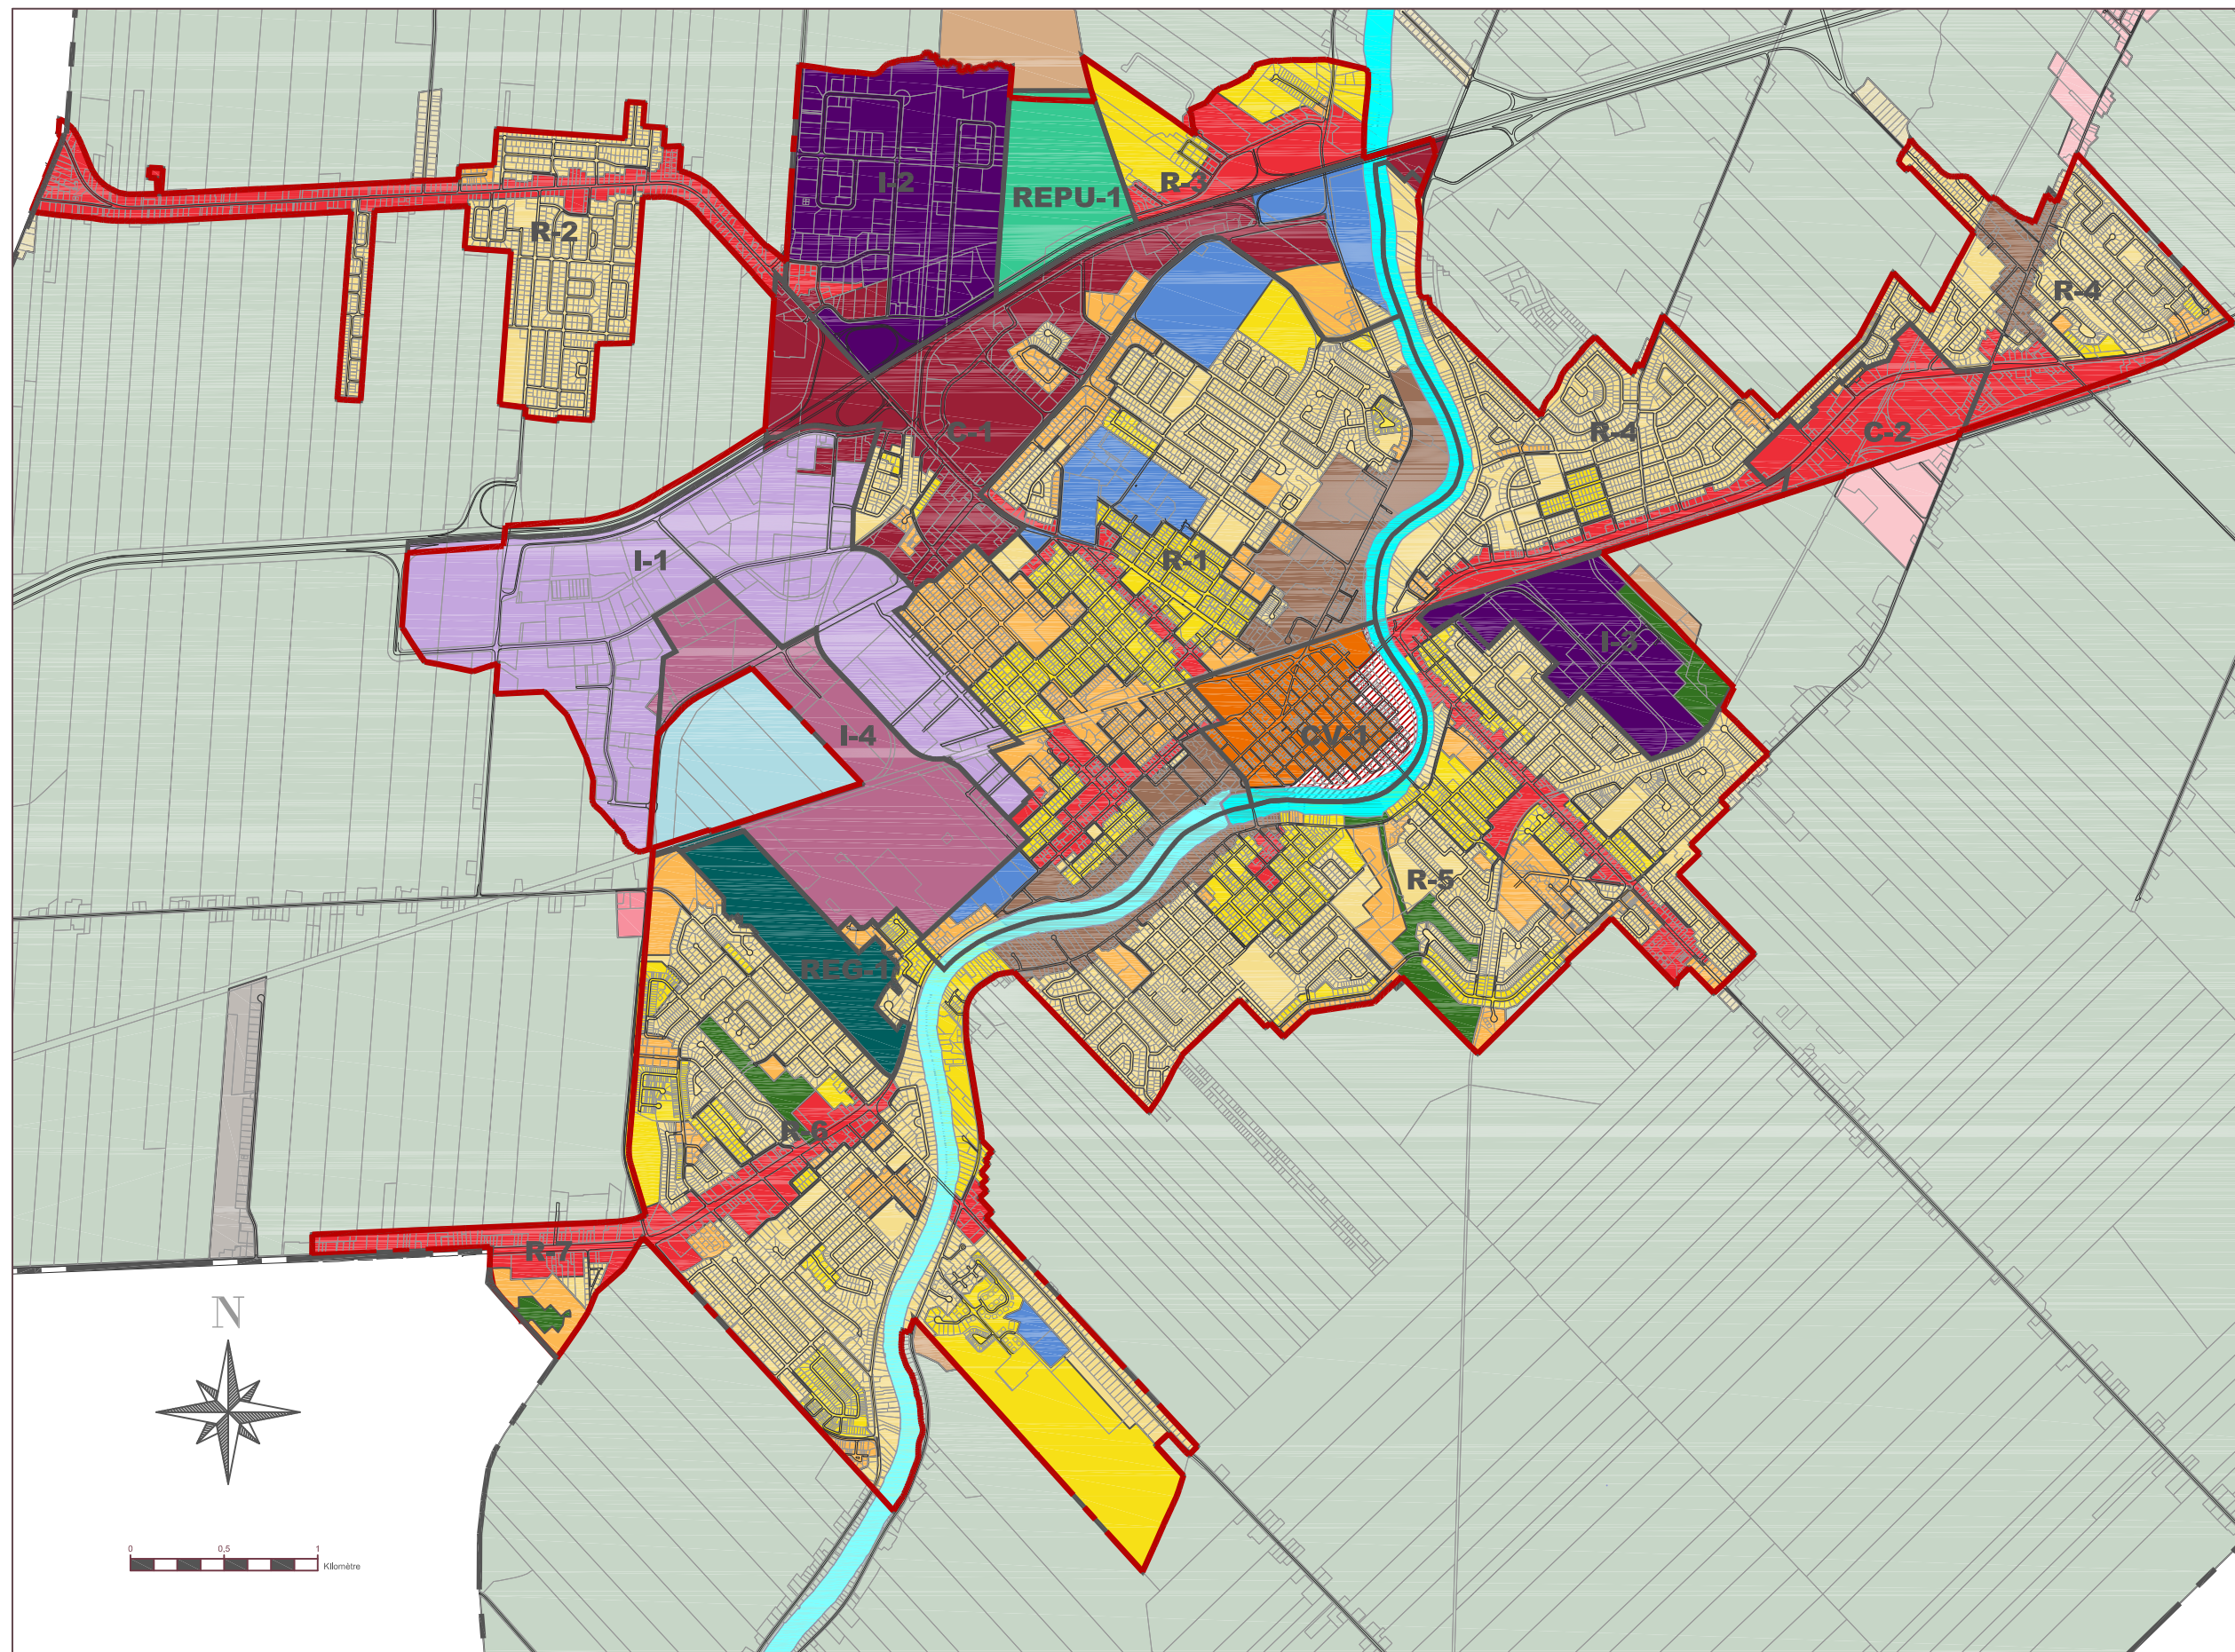 I-2
REPU-1
R-3
R-2
R-4
C-1
R-4
C-2
I-1
R-1
I-3
I-4
CV-1
R-5
REG-1
R-6
R-7
N
0 0,5 1
Kilomètre